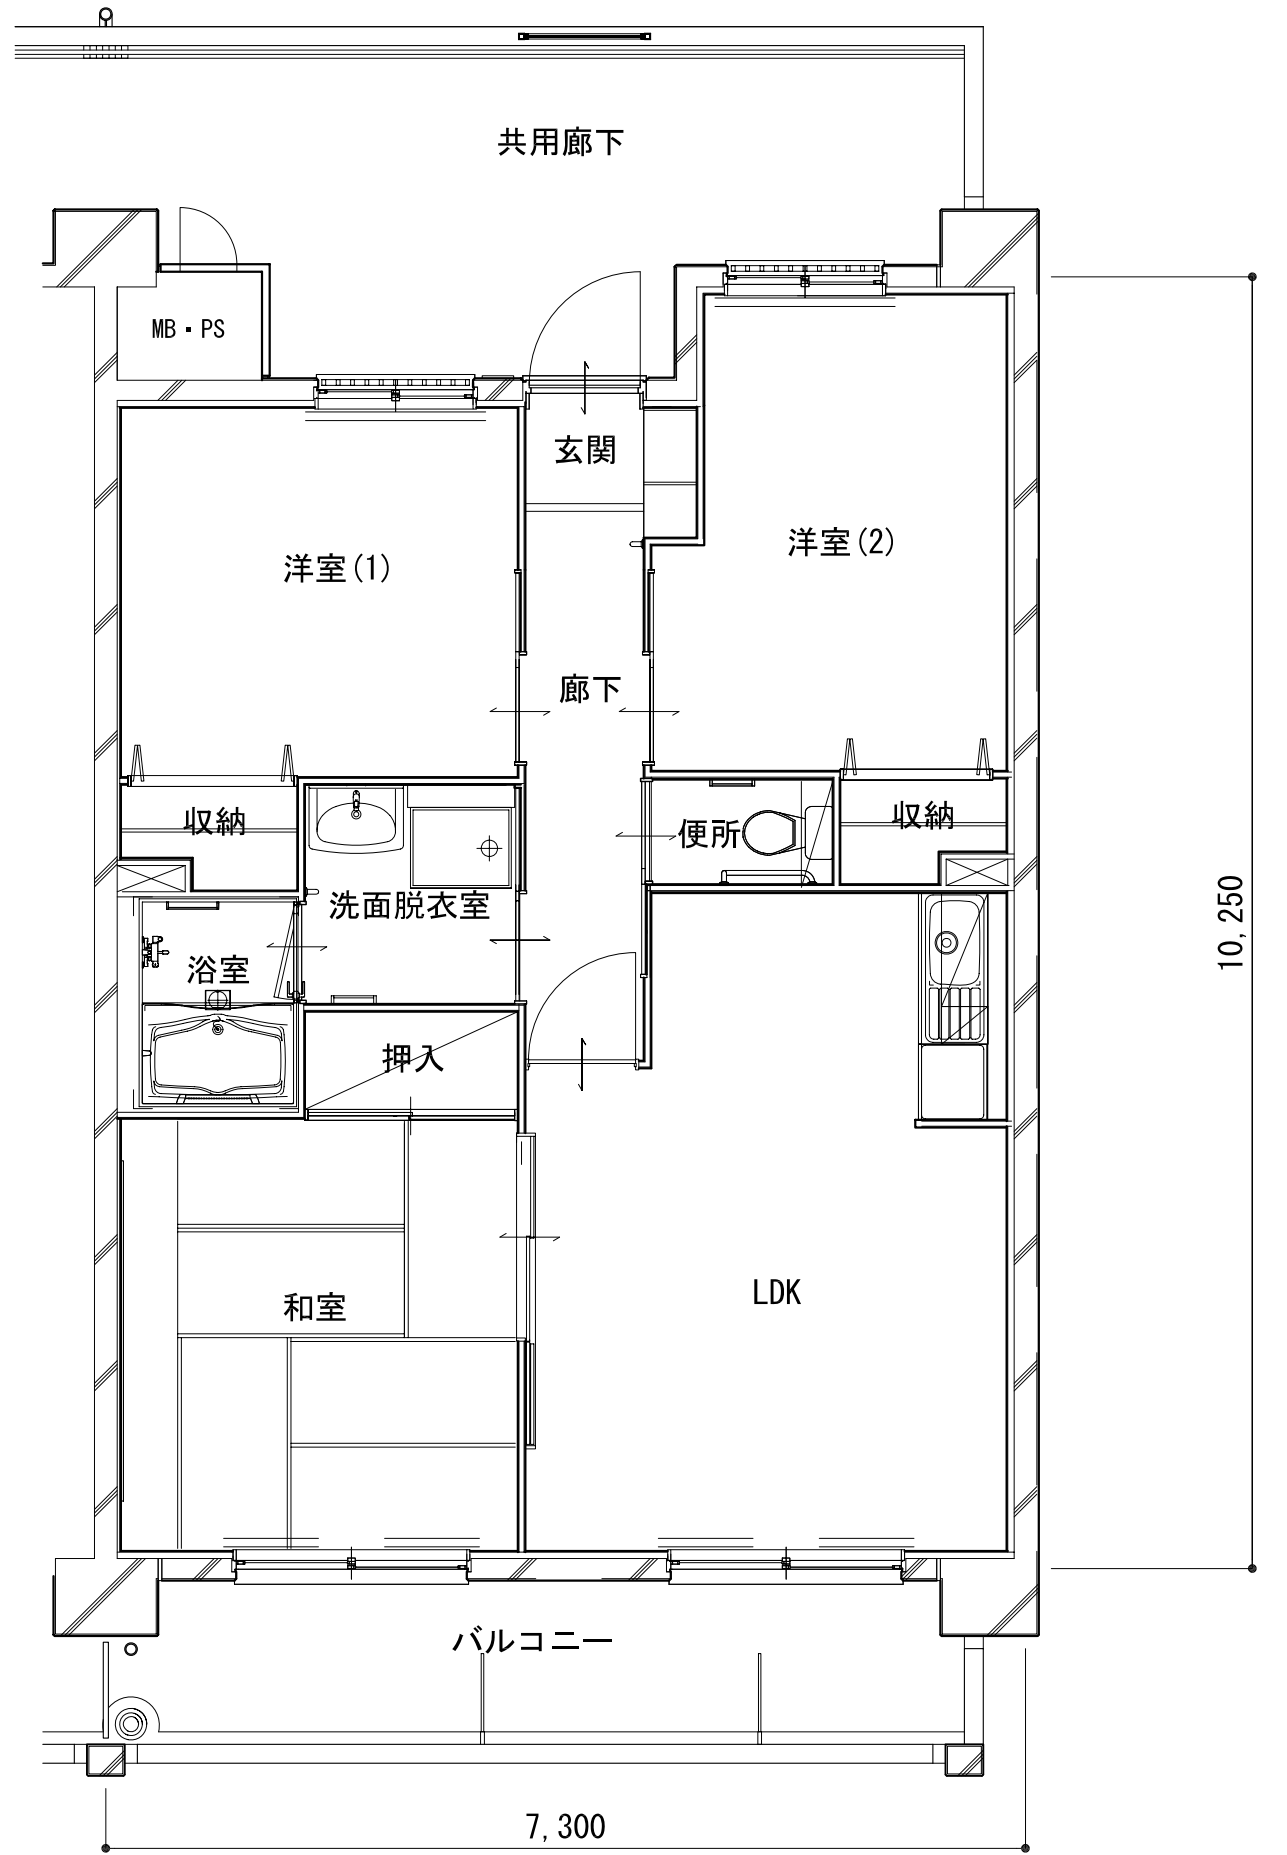 共用廊下
MB・PS
玄関
洋室(2)
洋室(1)
廊下
収納
便所
収納
洗面脱衣室
10,250
浴室
押入
LDK
和室
バルコニー
7,300